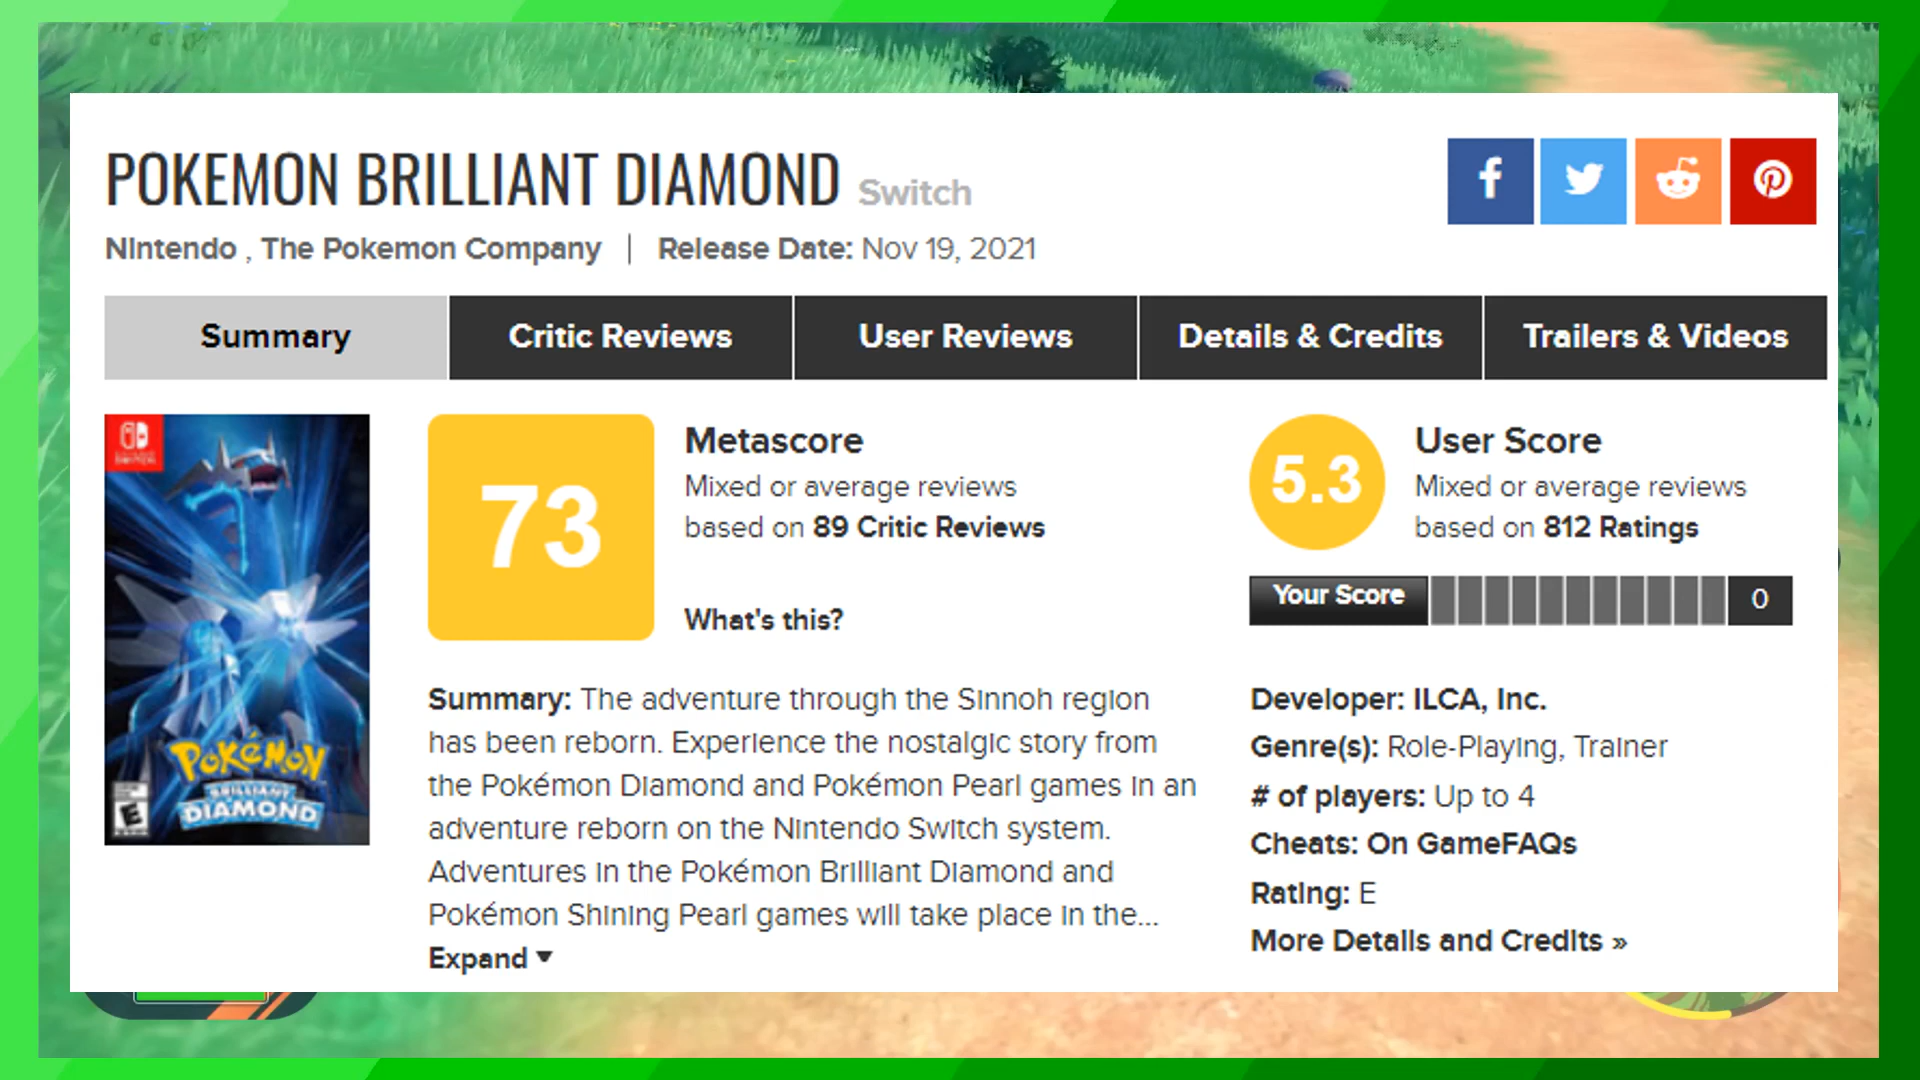 POKEMON BRILLIANT DIAMOND Switch
Nintendo , The Pokemon Company | Release Date: Nov 19, 2021
Summary
Critic Reviews
User Reviews
Details & Credits
Trailers & Videos
POKéMON
BRILLIANT
DIAMOND
E
73
Metascore
Mixed or average reviews
based on 89 Critic Reviews
What's this?
5.3
User Score
Mixed or average reviews
based on 812 Ratings
Your Score
0
Summary: The adventure through the Sinnoh region
has been reborn. Experience the nostalgic story from
the Pokémon Diamond and Pokémon Pearl games in an
adventure reborn on the Nintendo Switch system.
Adventures in the Pokémon Brilliant Diamond and
Pokémon Shining Pearl games will take place in the...
Expand
Developer: ILCA, Inc.
Genre(s): Role-Playing, Trainer
# of players: Up to 4
Cheats: On GameFAQs
Rating: E
More Details and Credits »